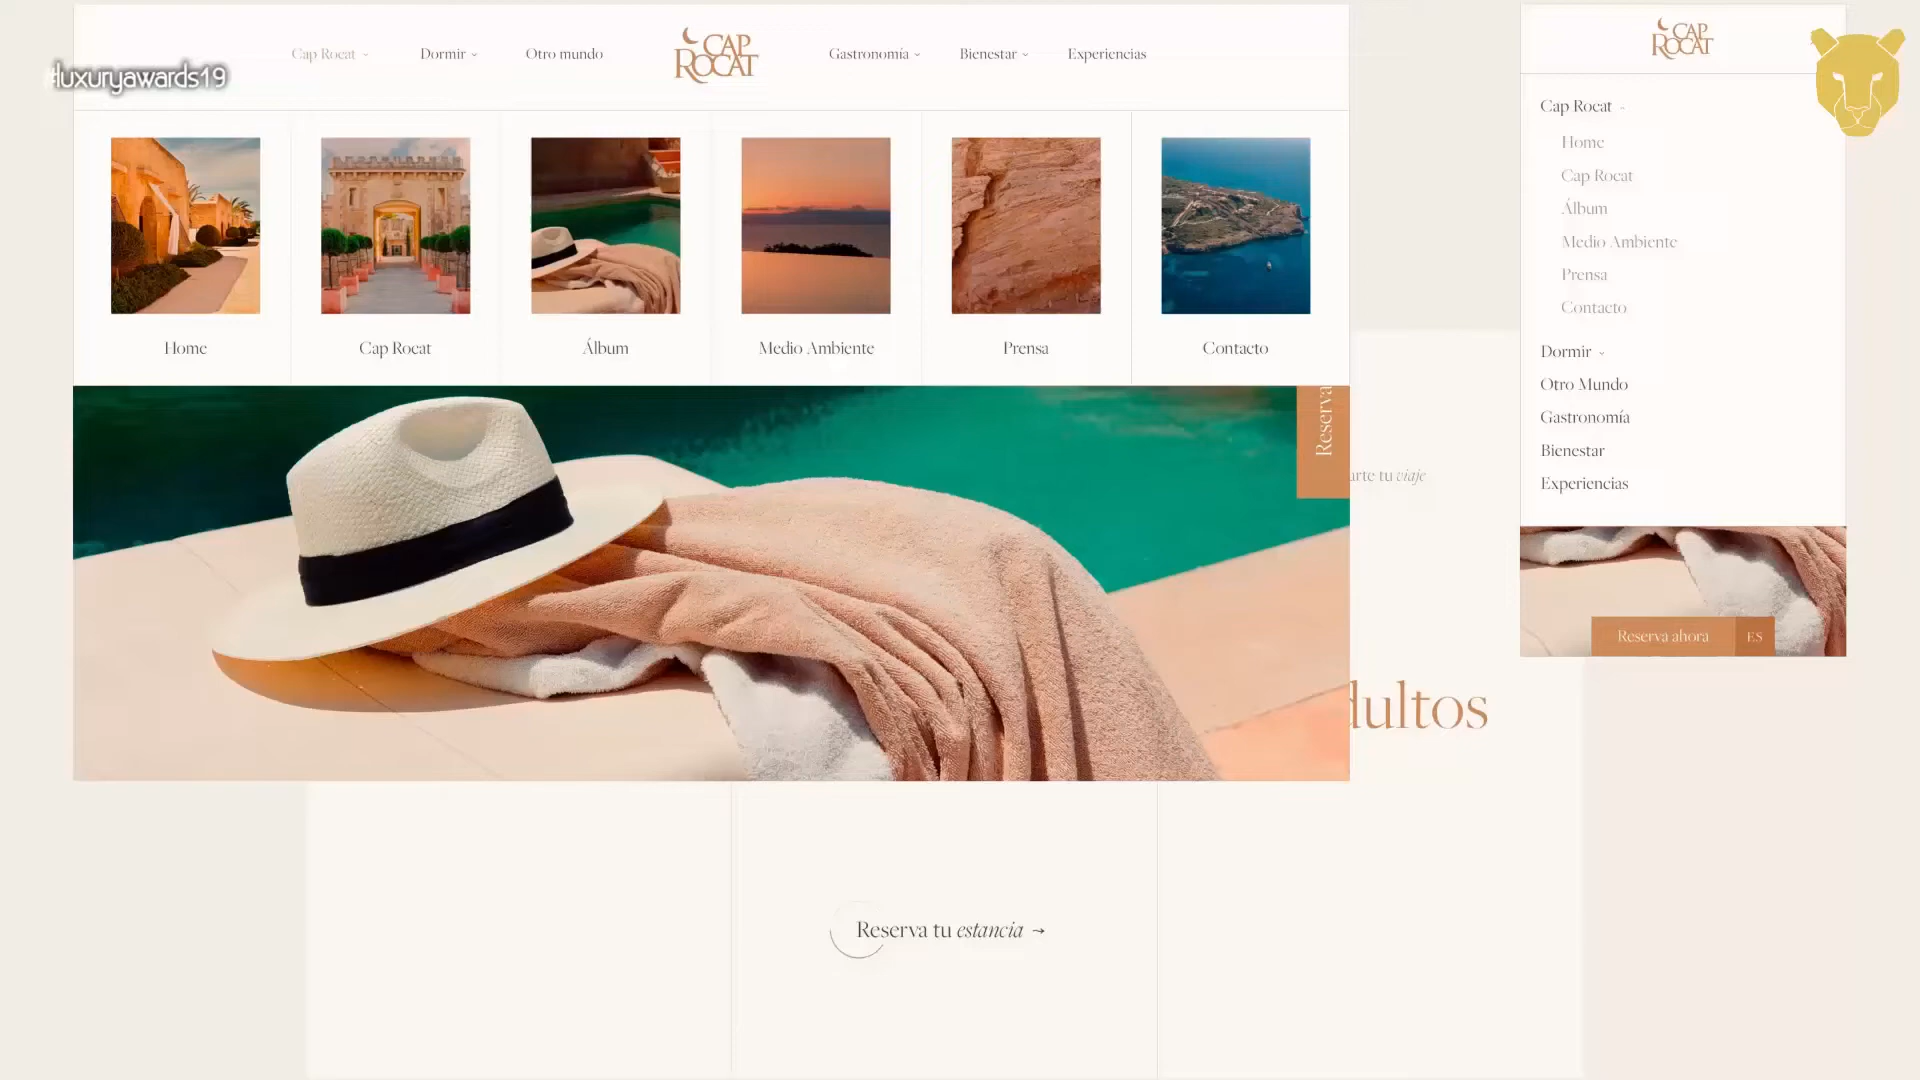 #luxuryawards19
Cap Rocat
Dormir
Otro mundo
CAP
ROCAT
Gastronomía
Bienestar
Experiencias
Home
Cap Rocat
Álbum
Medio Ambiente
Prensa
Contacto
Reserva
arte tu viaje
dultos
Reserva tu estancia →
CAP
ROCAT
Cap Rocat
Home
Cap Rocat
Álbum
Medio Ambiente
Prensa
Contacto
Dormir
Otro Mundo
Gastronomía
Bienestar
Experiencias
Reserva ahora
ES